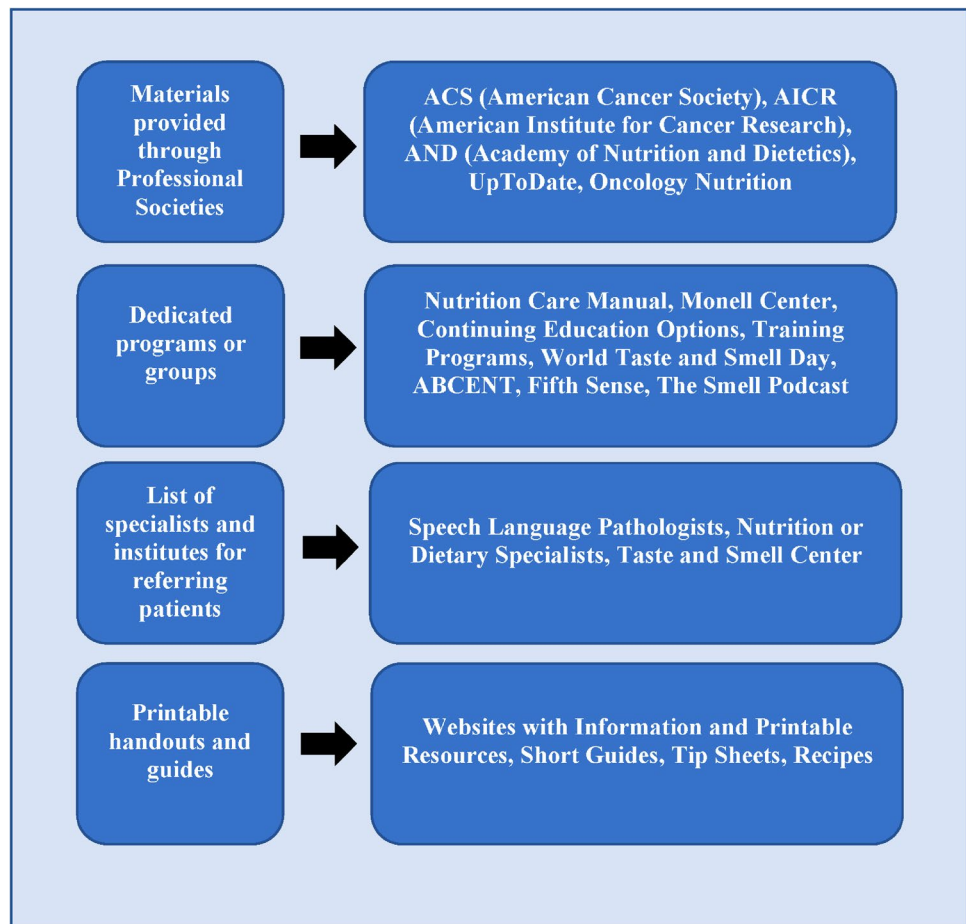 Materials
provided
through
Professional
Societies
ACS (American Cancer Society), AICR
(American Institute for Cancer Research),
AND (Academy of Nutrition and Dietetics),
UpToDate, Oncology Nutrition
Dedicated
programs or
groups
Nutrition Care Manual, Monell Center,
Continuing Education Options, Training
Programs, World Taste and Smell Day,
ABCENT, Fifth Sense, The Smell Podcast
List of
specialists and
institutes for
referring
patients
Speech Language Pathologists, Nutrition or
Dietary Specialists, Taste and Smell Center
Printable
handouts and
guides
Websites with Information and Printable
Resources, Short Guides, Tip Sheets, Recipes